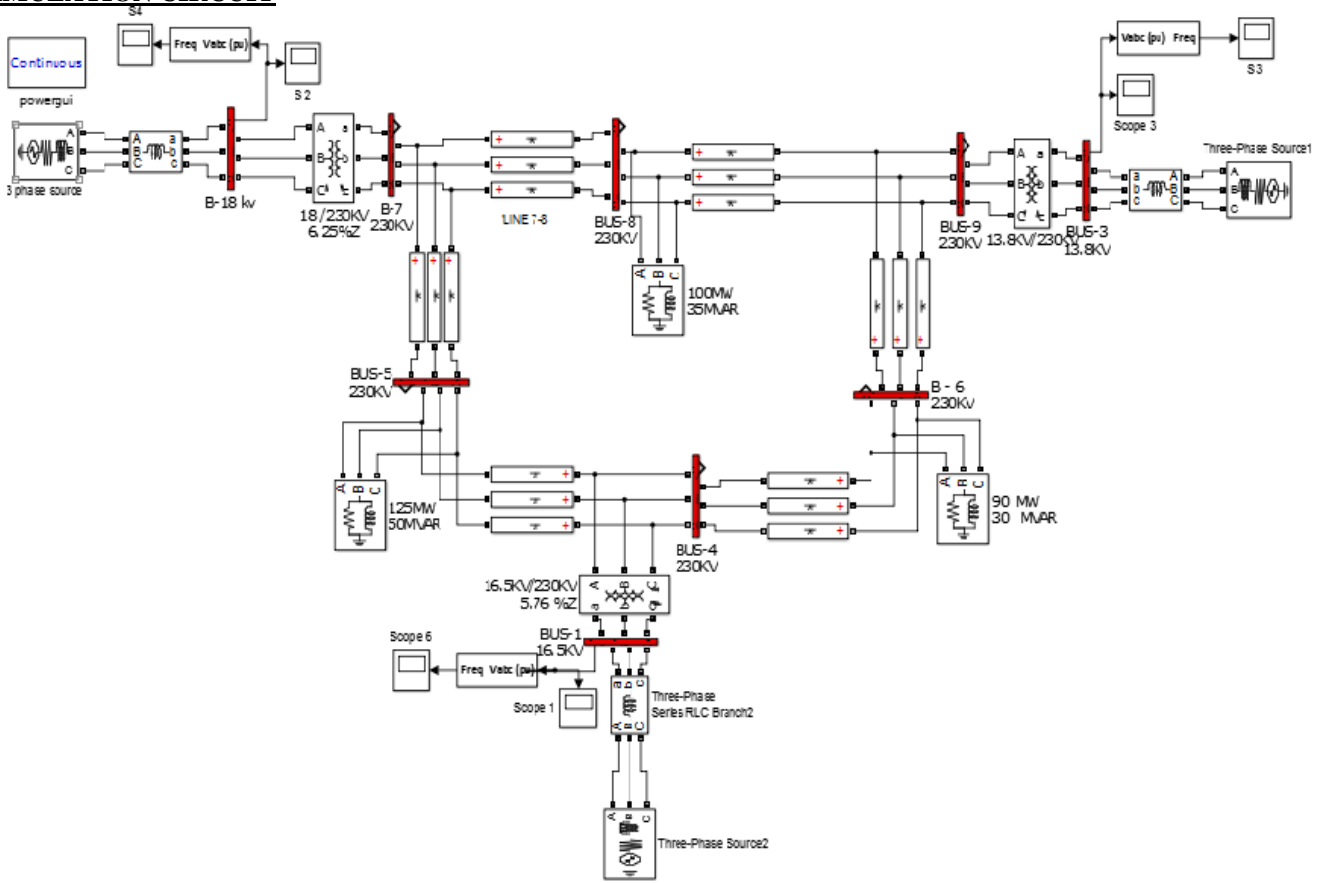 S4
Freq Vabc (pu)
S 2
Continuous
powergui
Vabc (pu) Freq
S3
Scope 3
A
B
C
3 phase source
A a
B b
C c
B-18 kv
A a
B b
C c
18/230KV
6.25%Z
B-7
230KV
LINE 7-8
BUS-8
230KV
BUS-9
230KV
A a
B b
C c
13.8KV/230KV
BUS-3
13.8KV
a A
b B
c C
Three-Phase Source1
A
B
C
A B C
100MW
35MVAR
BUS-5
230KV
B - 6
230KV
A B C
125MW
50MVAR
BUS-4
230KV
A B C
90 MW
30 MVAR
16.5KV/230KV
5.76 %Z
A B C
a b c
BUS-1
16.5KV
Scope 6
Freq Vabc (pu)
Scope 1
a b c
A B C
Three-Phase
Series RLC Branch2
A B C
Three-Phase Source2